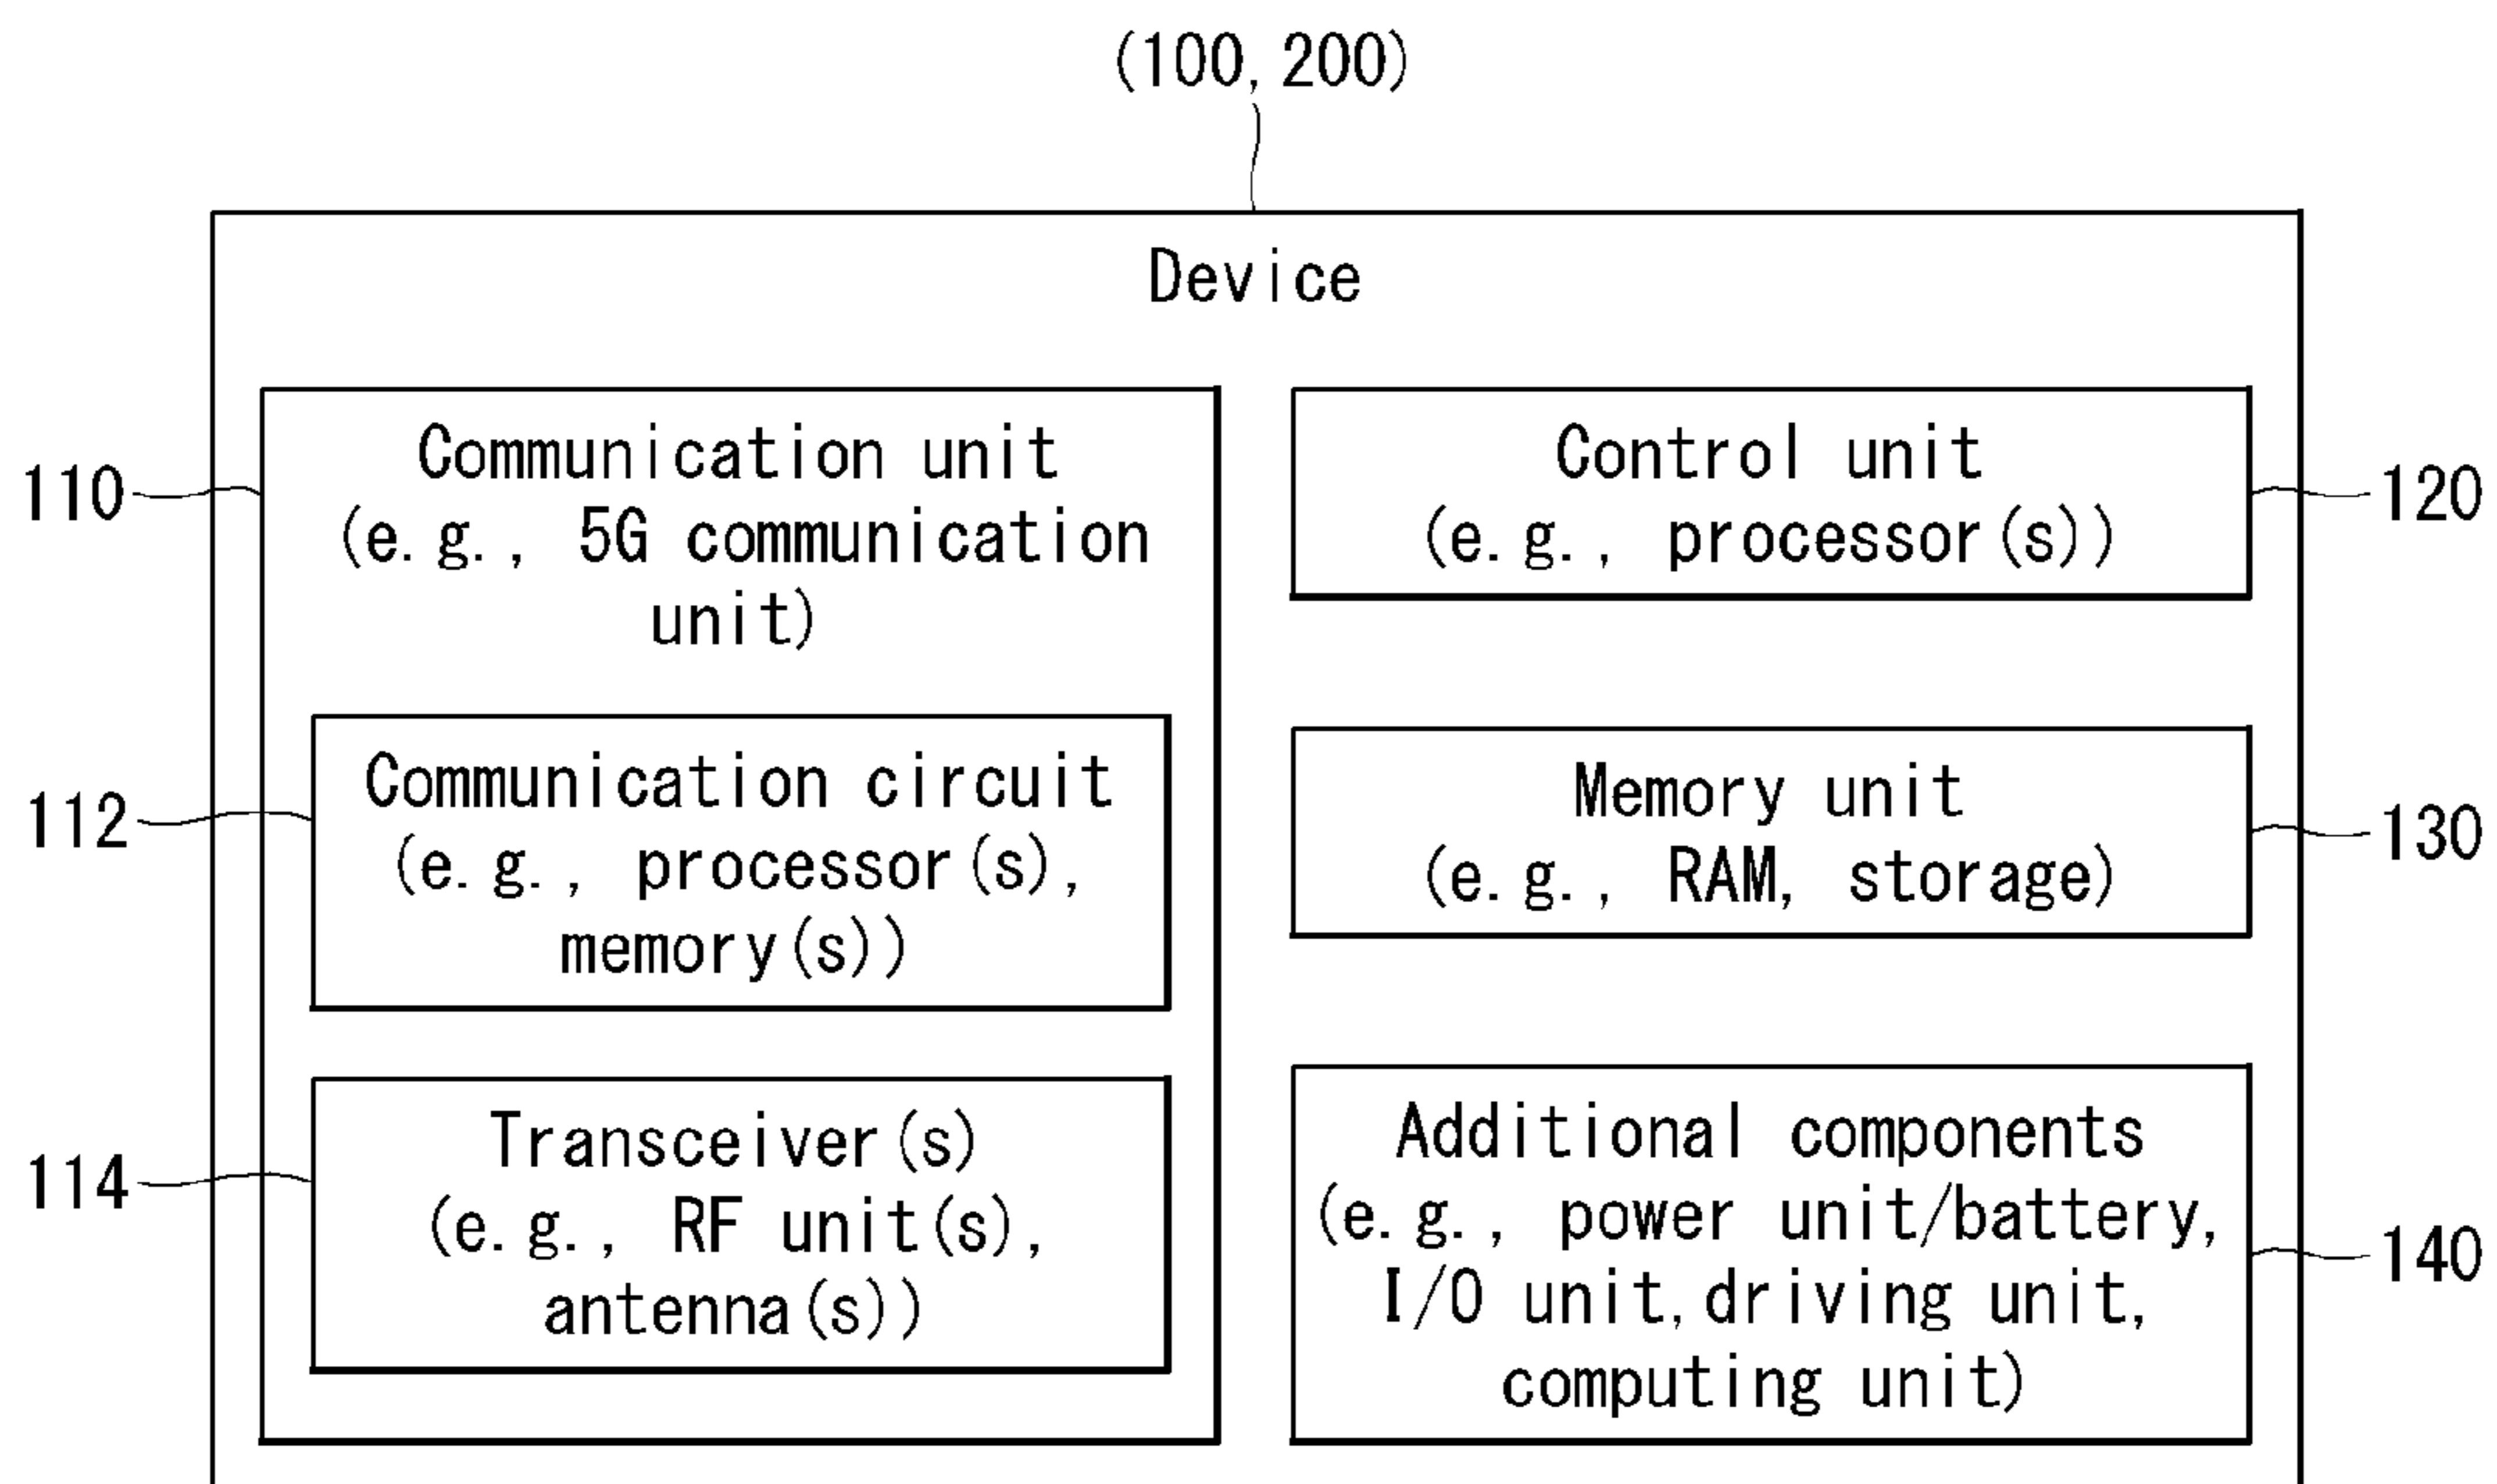 (100, 200)
Device
110
Communication unit
(e.g., 5G communication
unit)
112
Communication circuit
(e.g., processor(s),
memory(s))
114
Transceiver(s)
(e.g., RF unit(s),
antenna(s))
Control unit
(e.g., processor(s))
120
Memory unit
(e.g., RAM, storage)
130
Additional components
(e.g., power unit/battery,
I/O unit, driving unit,
computing unit)
140